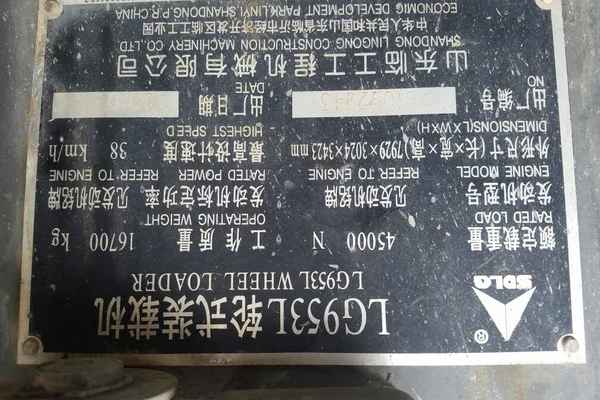 SDLG ®
LG953L轮式装载机
LG953L WHEEL LOADER
额定载重量 45000 N 工作质量 16700 kg
RATED LOAD OPERATING WEIGHT
发动机型号 见发动机铭牌 发动机标定功率 见发动机铭牌
ENGINE MODEL REFER TO ENGINE RATED POWER REFER TO ENGINE
外形尺寸(长×宽×高)7929×3024×3423 mm 最高设计速度 38 km/h
DIMENSIONS(L×W×H) HIGHEST SPEED
出厂编号 出厂日期
NO DATE
山东临工工程机械有限公司
SHANDONG LINGONG CONSTRUCTION MACHINERY CO.,LTD
中华人民共和国山东省临沂市经济开发区临工工业园
ECONOMIC DEVELOPMENT PARK,LINYI,SHANDONG,P.R.CHINA